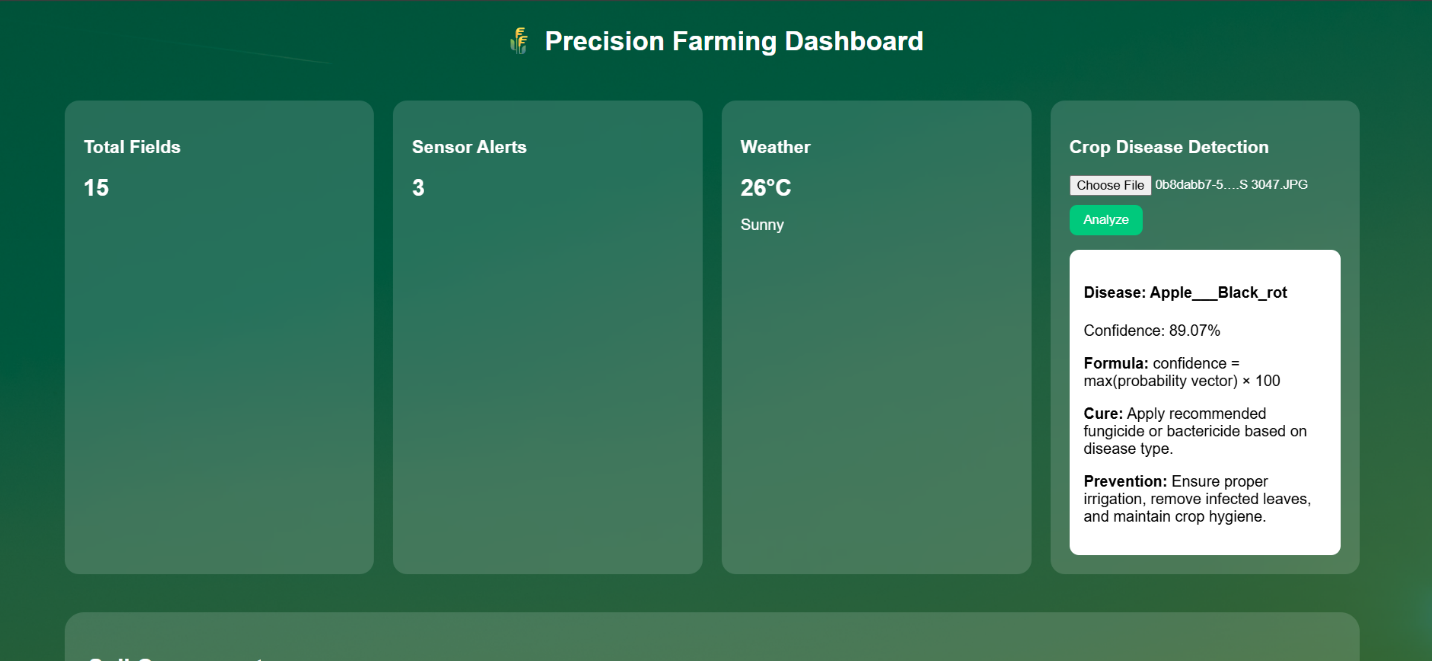 Precision Farming Dashboard
Total Fields
15
Sensor Alerts
3
Weather
26°C
Sunny
Crop Disease Detection
Choose File 0b8dabb7-5....S 3047.JPG
Analyze
Disease: Apple___Black_rot
Confidence: 89.07%
Formula: confidence =
max(probability vector) × 100
Cure: Apply recommended
fungicide or bactericide based on
disease type.
Prevention: Ensure proper
irrigation, remove infected leaves,
and maintain crop hygiene.